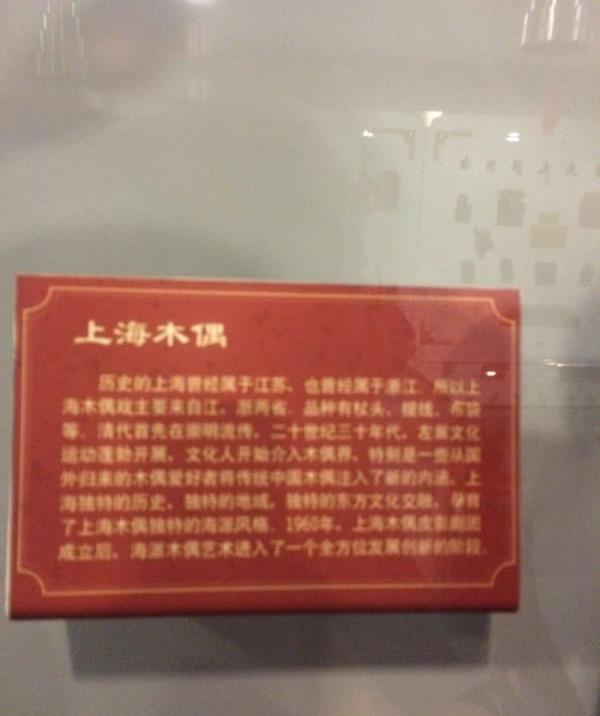 上海木偶
历史的上海曾经属于江苏、也曾经属于浙江、所以上
海木偶戏主要来自江、浙两省。品种有杖头、提线、布袋
等。清代首先在崇明流传。二十世纪三十年代，左翼文化
运动蓬勃开展，文化人开始介入木偶界。特别是一些从国
外归来的木偶爱好者将传统中国木偶注入了新的内涵。上
海独特的历史、独特的地域、独特的东方文化交融，孕育
了上海木偶独特的海派风格。1960年，上海木偶皮影剧团
成立后，海派木偶艺术进入了一个全方位发展创新的阶段。